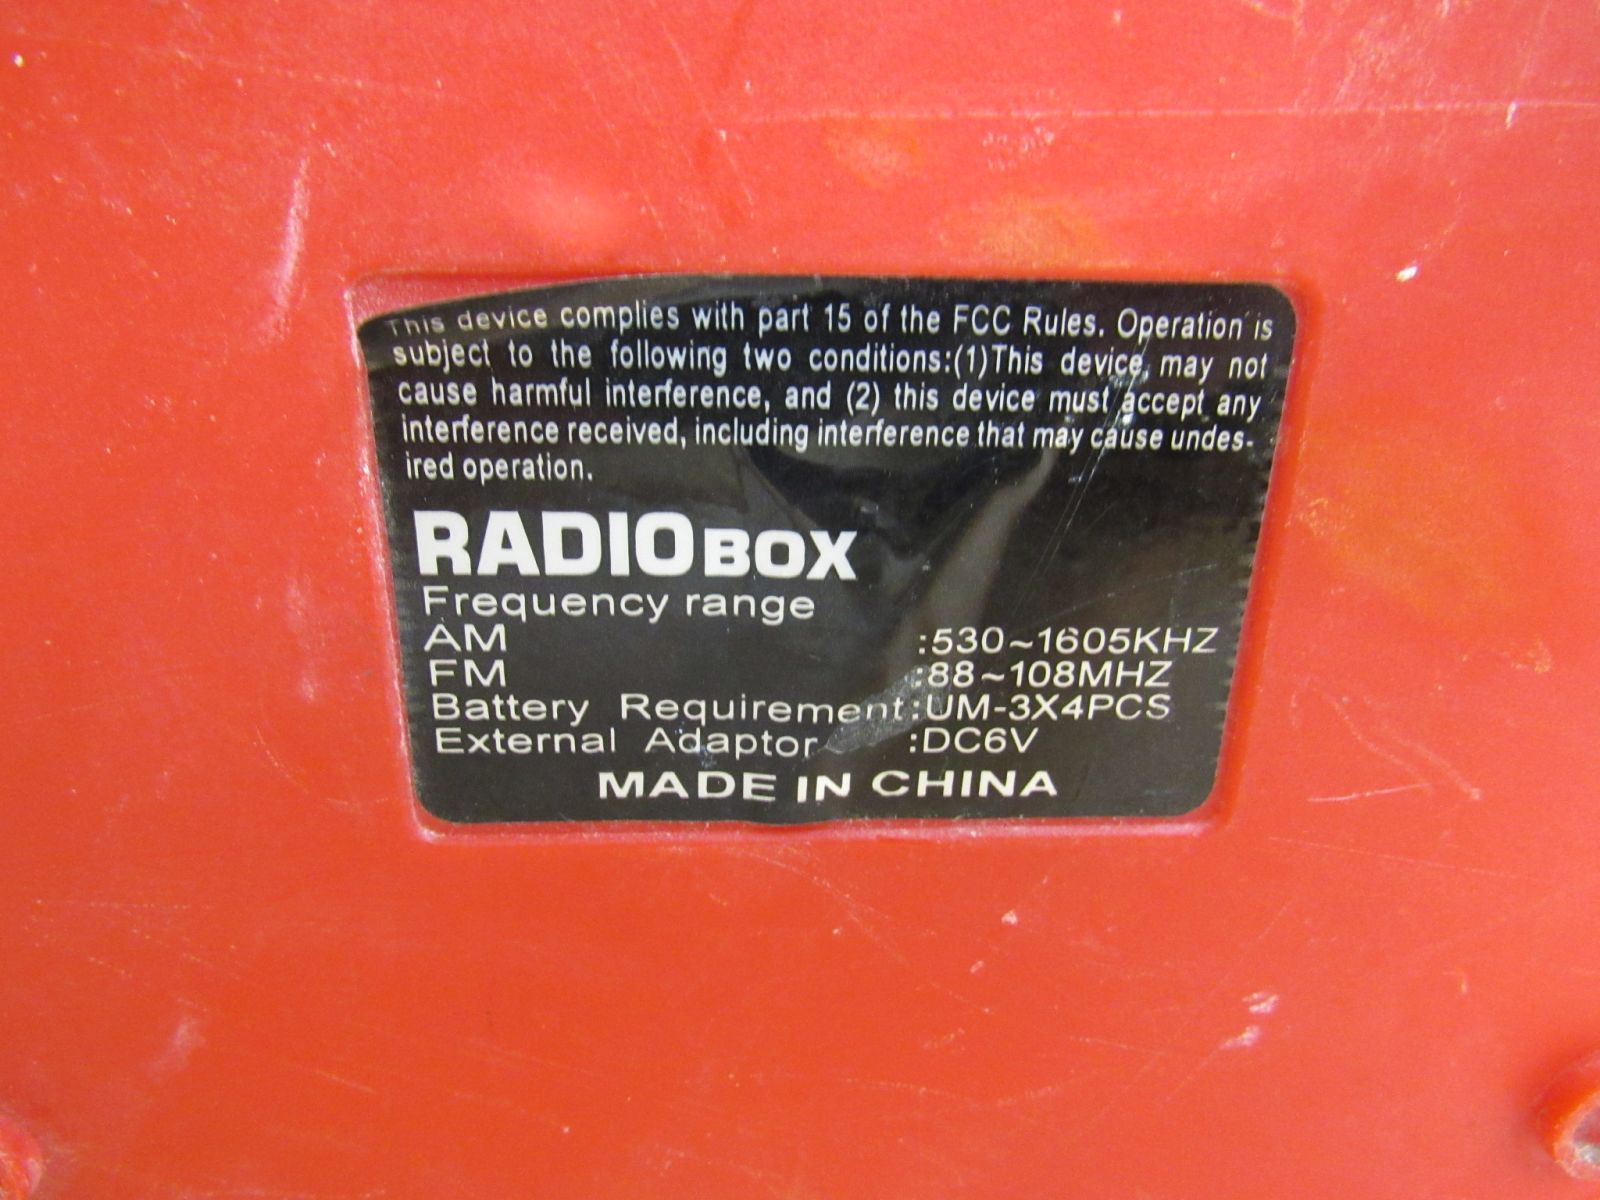 This device complies with part 15 of the FCC Rules. Operation is
subject to the following two conditions:(1)This device, may not
cause harmful interference, and (2) this device must accept any
interference received, including interference that may cause undes-
ired operation.
RADIO BOX
Frequency range
AM :530~1605KHZ
FM :88~108MHZ
Battery Requirement:UM-3X4PCS
External Adaptor :DC6V
MADE IN CHINA